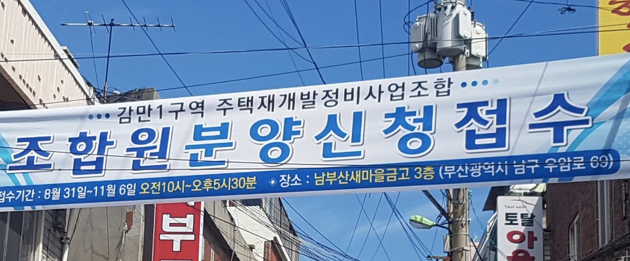 감만1구역 주택재개발정비사업조합
조합원분양신청접수
접수기간 : 8월 31일~11월 6일 오전10시~오후5시30분 ◈장소 : 남부산새마을금고 3층 (부산광역시 남구 우암로 69)
부
토탈